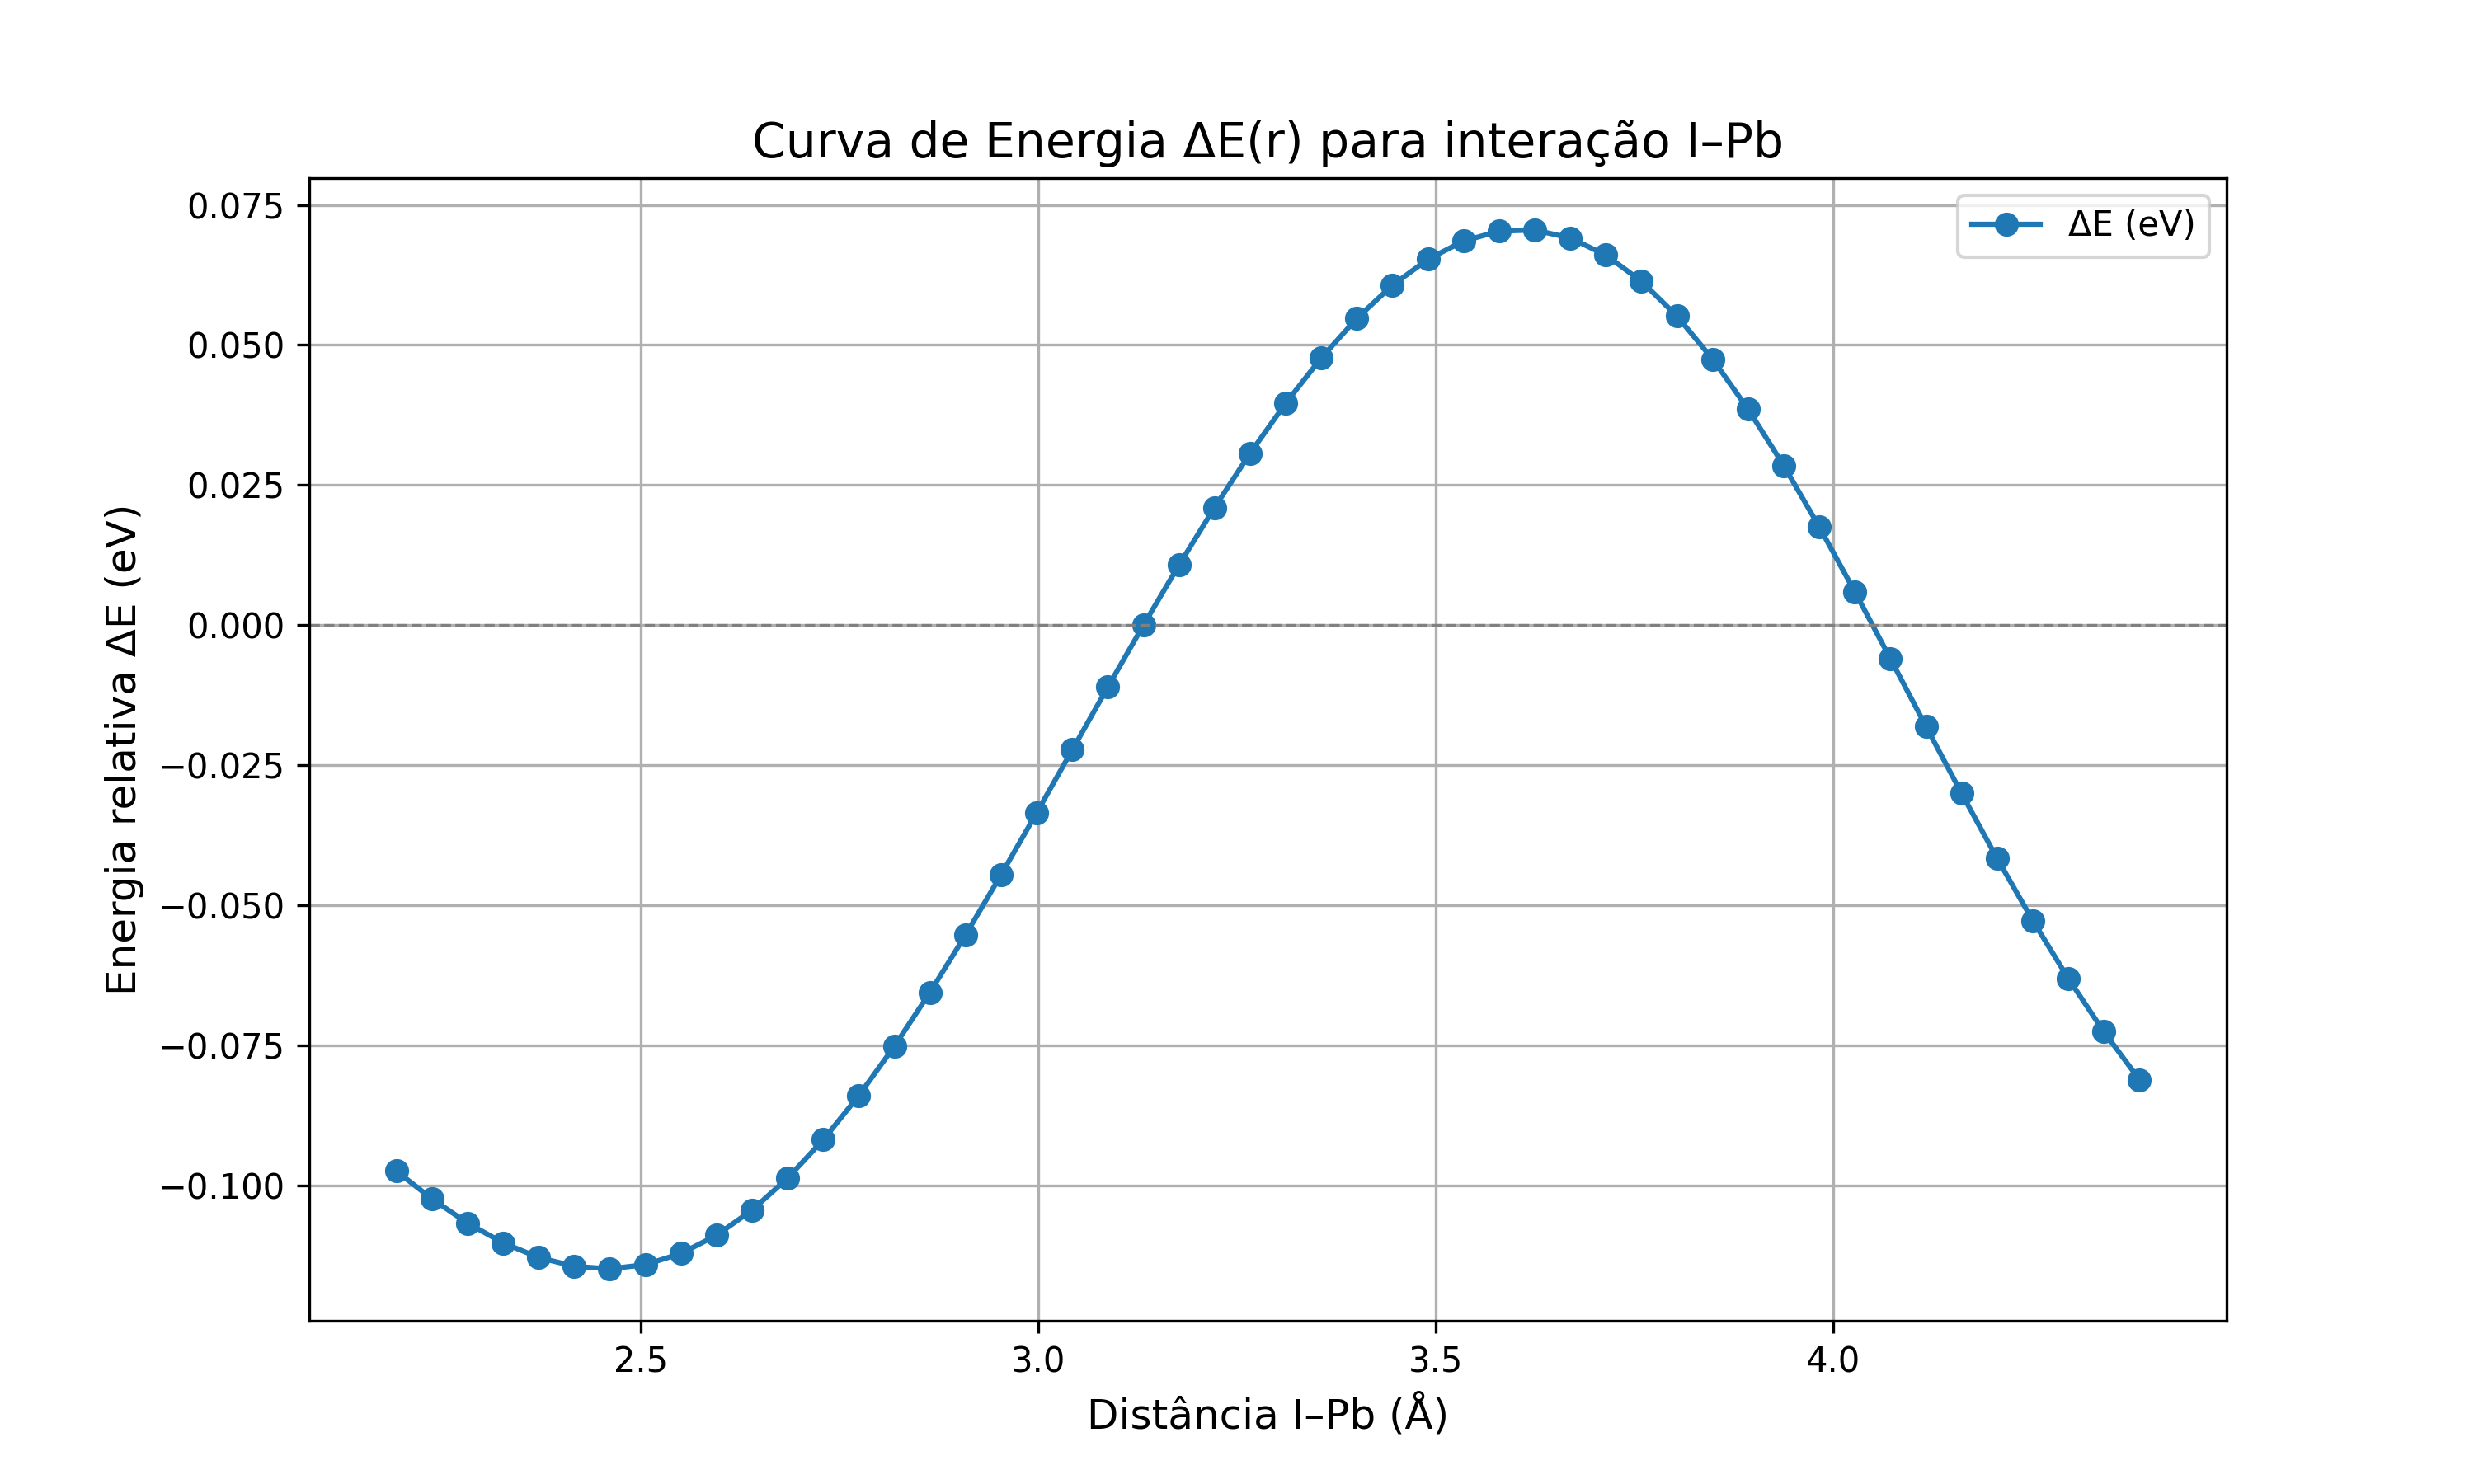 Curva de Energia ΔE(r) para interação I–Pb
ΔE (eV)
Energia relativa ΔE (eV)
0.075
0.050
0.025
0.000
−0.025
−0.050
−0.075
−0.100
2.5 3.0 3.5 4.0
Distância I–Pb (Å)